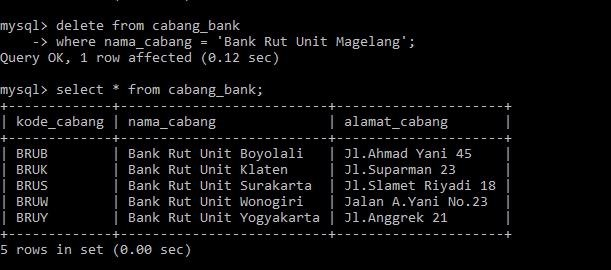 mysql> delete from cabang_bank
    -> where nama_cabang = 'Bank Rut Unit Magelang';
Query OK, 1 row affected (0.12 sec)
mysql> select * from cabang_bank;
+-------------+--------------------------+----------------------+
| kode_cabang | nama_cabang              | alamat_cabang        |
+-------------+--------------------------+----------------------+
| BRUB        | Bank Rut Unit Boyolali   | Jl.Ahmad Yani 45     |
| BRUK        | Bank Rut Unit Klaten     | Jl.Suparman 23       |
| BRUS        | Bank Rut Unit Surakarta  | Jl.Slamet Riyadi 18 |
| BRUW        | Bank Rut Unit Wonogiri   | Jalan A.Yani No.23   |
| BRUY        | Bank Rut Unit Yogyakarta | Jl.Anggrek 21        |
+-------------+--------------------------+----------------------+
5 rows in set (0.00 sec)